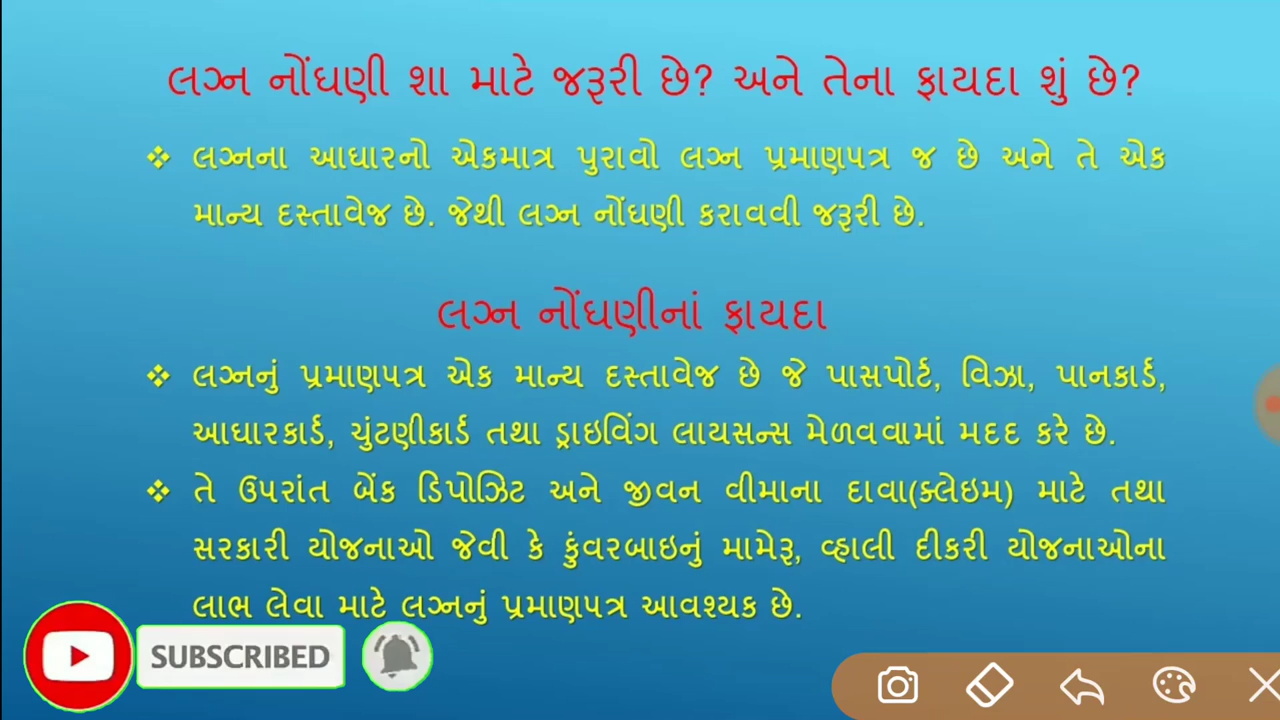 લગ્ન નોંધણી શા માટે જરૂરી છે? અને તેના ફાયદા શું છે?
❖ લગ્નના આધારનો એકમાત્ર પુરાવો લગ્ન પ્રમાણપત્ર જ છે અને તે એક
માન્ય દસ્તાવેજ છે. જેથી લગ્ન નોંધણી કરાવવી જરૂરી છે.
લગ્ન નોંધણીનાં ફાયદા
❖ લગ્નનું પ્રમાણપત્ર એક માન્ય દસ્તાવેજ છે જે પાસપોર્ટ, વિઝા, પાનકાર્ડ,
આધારકાર્ડ, ચુંટણીકાર્ડ તથા ડ્રાઇવિંગ લાયસન્સ મેળવવામાં મદદ કરે છે.
❖ તે ઉપરાંત બેંક ડિપોઝિટ અને જીવન વીમાના દાવા(ક્લેઇમ) માટે તથા
સરકારી યોજનાઓ જેવી કે કુંવરબાઇનું મામેરૂ, વ્હાલી દીકરી યોજનાઓના
લાભ લેવા માટે લગ્નનું પ્રમાણપત્ર આવશ્યક છે.
SUBSCRIBED